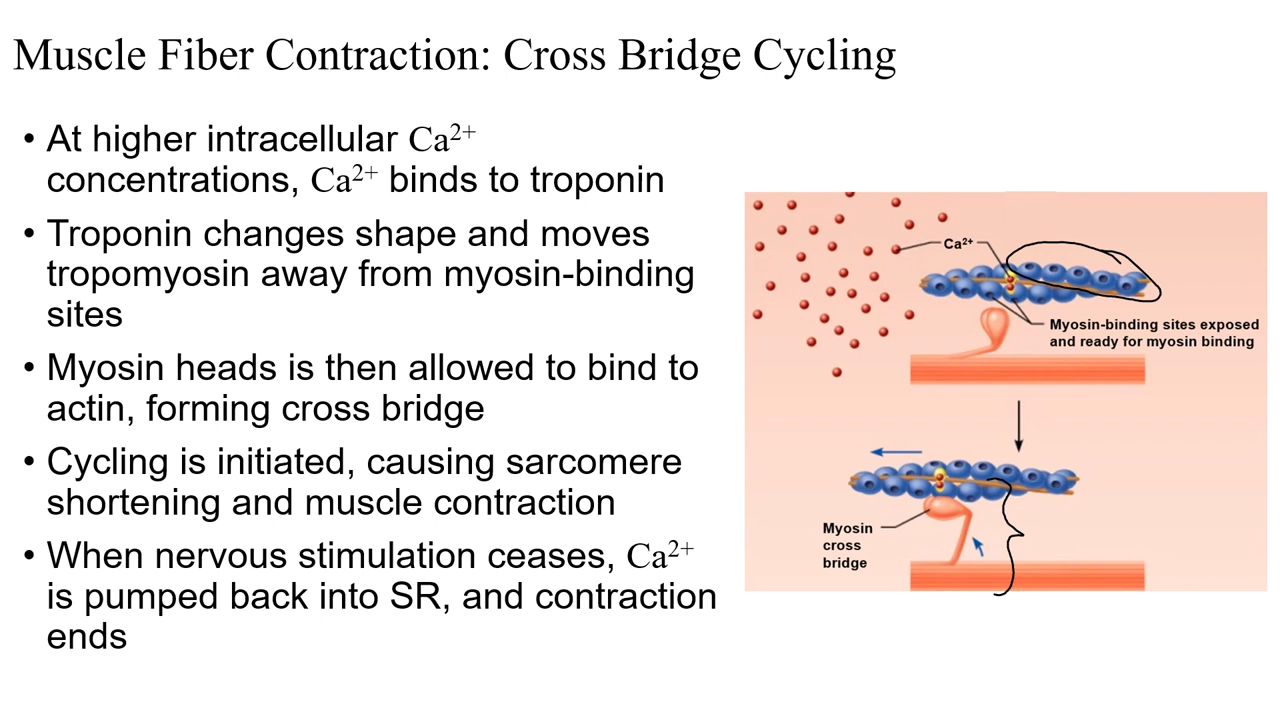 Muscle Fiber Contraction: Cross Bridge Cycling
• At higher intracellular Ca²⁺
concentrations, Ca²⁺ binds to troponin
• Troponin changes shape and moves
tropomyosin away from myosin-binding
sites
• Myosin heads is then allowed to bind to
actin, forming cross bridge
• Cycling is initiated, causing sarcomere
shortening and muscle contraction
• When nervous stimulation ceases, Ca²⁺
is pumped back into SR, and contraction
ends
Ca²⁺
Myosin-binding sites exposed
and ready for myosin binding
Myosin
cross
bridge